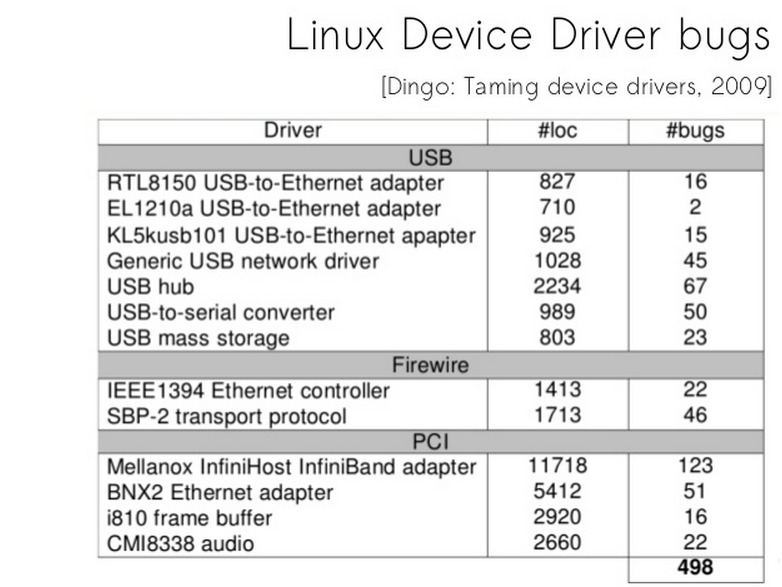 Linux Device Driver bugs
[Dingo: Taming device drivers, 2009]
Driver #loc #bugs
USB
RTL8150 USB-to-Ethernet adapter 827 16
EL1210a USB-to-Ethernet adapter 710 2
KL5kusb101 USB-to-Ethernet apapter 925 15
Generic USB network driver 1028 45
USB hub 2234 67
USB-to-serial converter 989 50
USB mass storage 803 23
Firewire
IEEE1394 Ethernet controller 1413 22
SBP-2 transport protocol 1713 46
PCI
Mellanox InfiniHost InfiniBand adapter 11718 123
BNX2 Ethernet adapter 5412 51
i810 frame buffer 2920 16
CMI8338 audio 2660 22
498